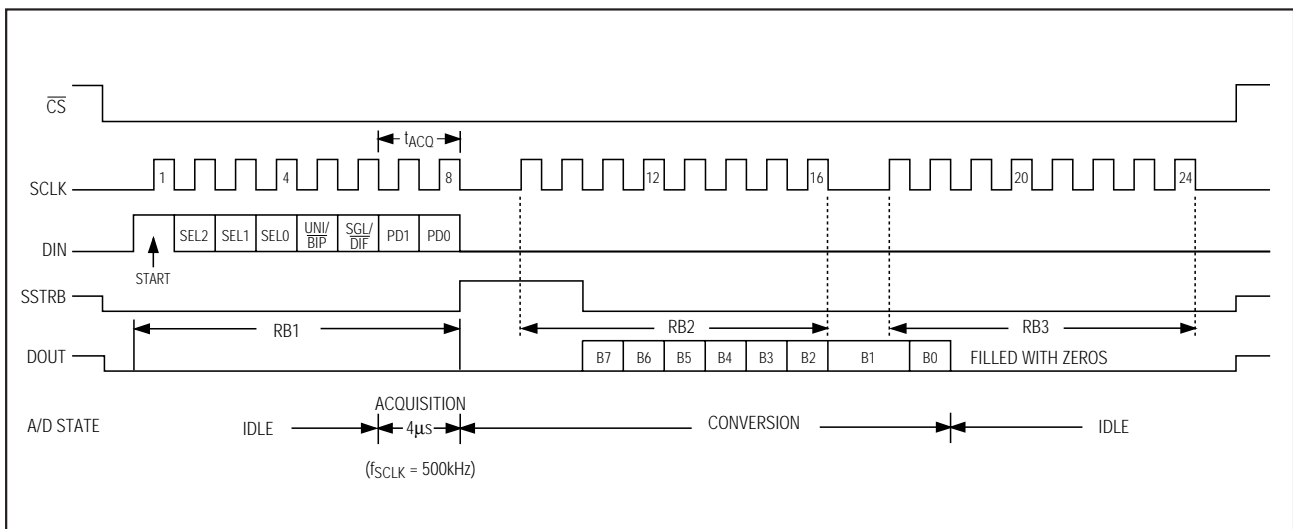 CS
tACQ
SCLK
1
4
8
12
16
20
24
DIN
SEL2
SEL1
SEL0
UNI/
BIP
SGL/
DIF
PD1
PD0
START
SSTRB
RB1
RB2
RB3
DOUT
B7
B6
B5
B4
B3
B2
B1
B0
FILLED WITH ZEROS
A/D STATE
IDLE
ACQUISITION
4µs
CONVERSION
IDLE
(fSCLK = 500kHz)